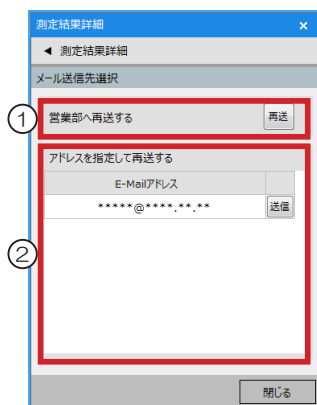 測定結果詳細 ×
◀ 測定結果詳細
メール送信先選択
① 営業部へ再送する 再送
アドレスを指定して再送する
E-Mailアドレス
*****@****.**.** 送信
②
閉じる